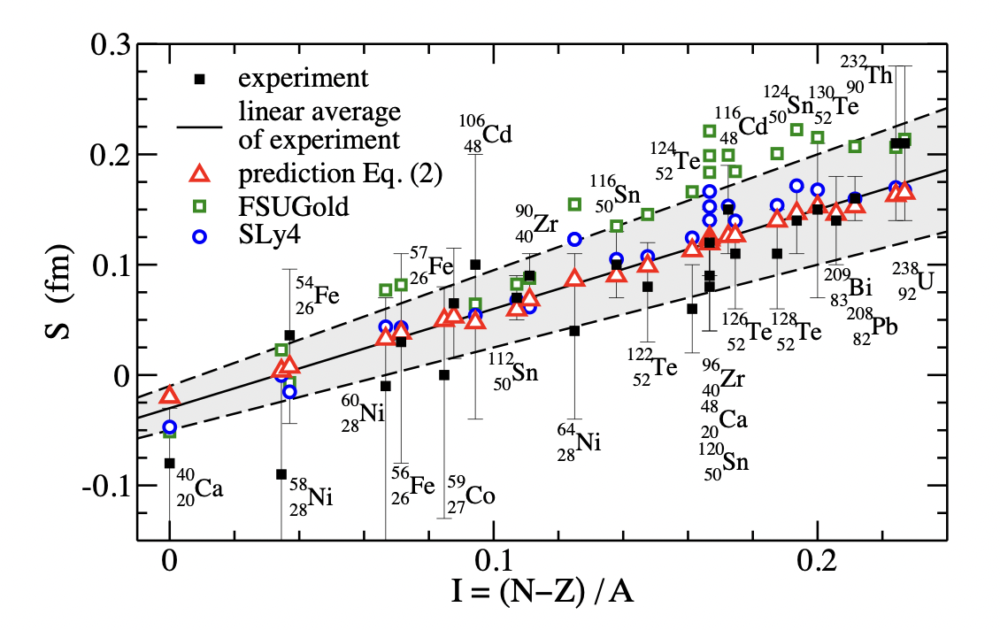 0.3
0.2
0.1
0
-0.1
S (fm)
experiment
linear average
of experiment
prediction Eq. (2)
FSUGold
SLy4
40
20Ca
54
26Fe
58
28Ni
60
28Ni
57
26Fe
56
26Fe
59
27Co
106
48Cd
112
50Sn
90
40Zr
64
28Ni
116
50Sn
122
52Te
124
52Te
96
40Zr
48
20Ca
120
50Sn
116
48Cd
126
52Te
128
52Te
124
50Sn
130
52Te
209
83Bi
208
82Pb
232
90Th
238
92U
0
0.1
0.2
I = (N−Z) / A